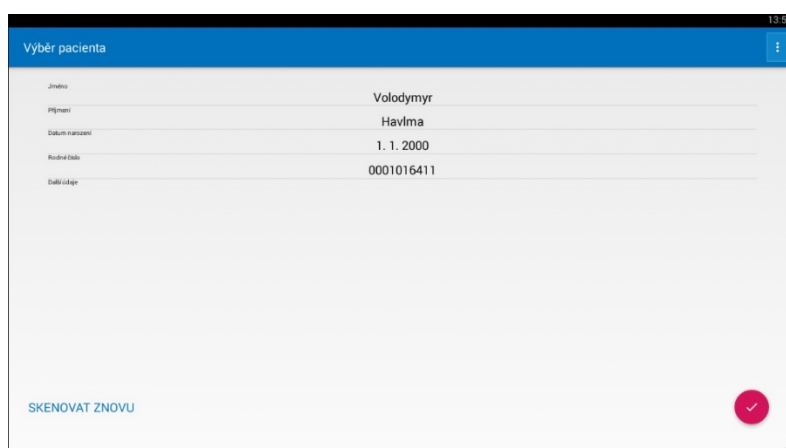 13:5
Výběr pacienta
Jméno
Volodymyr
Příjmení
Havlma
Datum narození
1. 1. 2000
Rodné číslo
0001016411
Další údaje
SKENOVAT ZNOVU